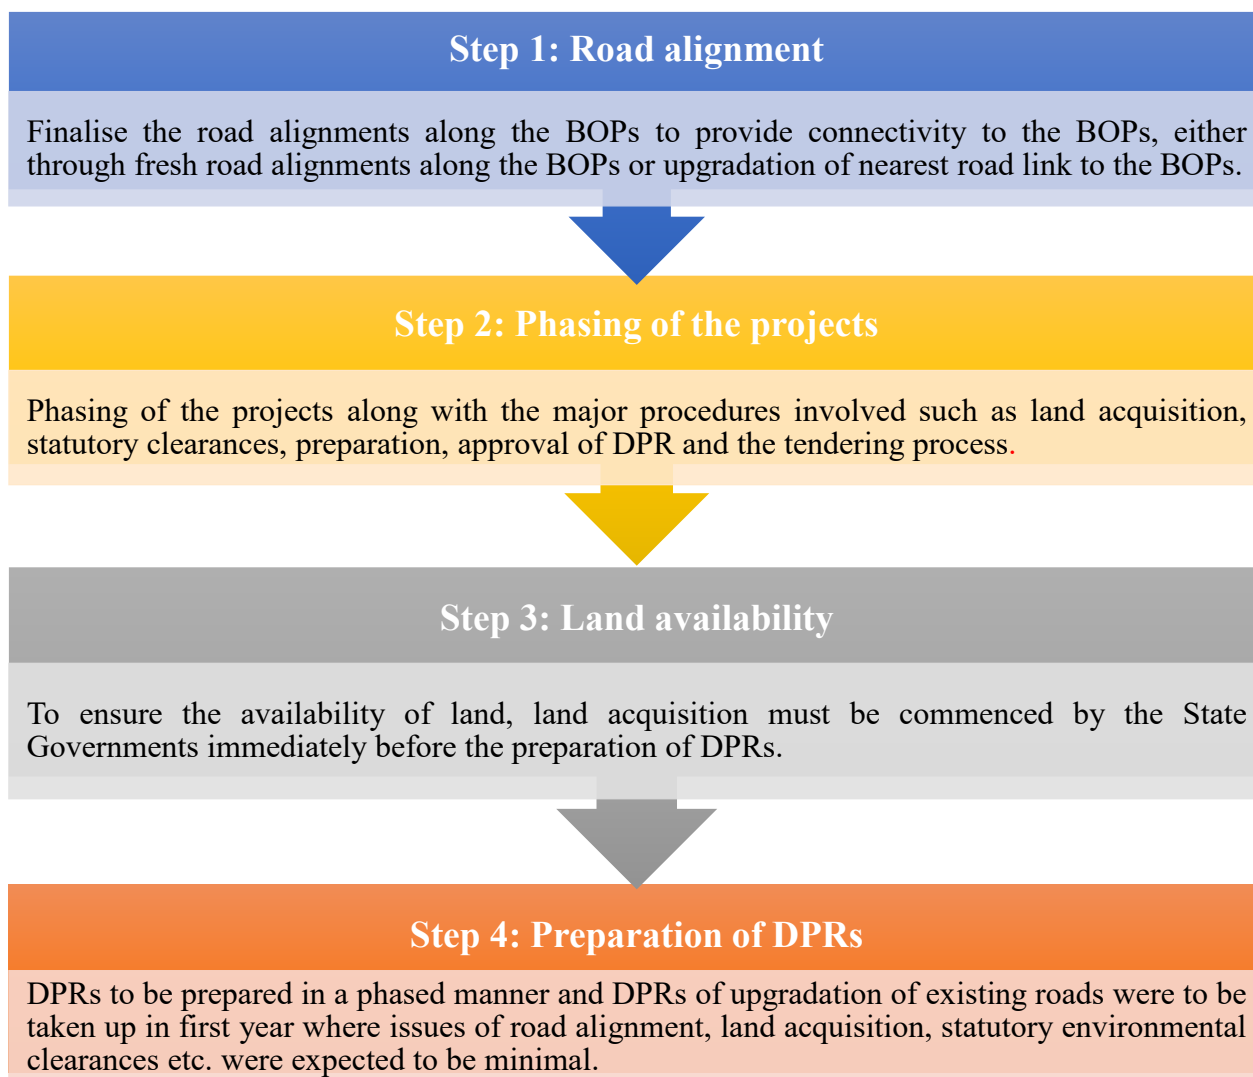 Step 1: Road alignment
Finalise the road alignments along the BOPs to provide connectivity to the BOPs, either
through fresh road alignments along the BOPs or upgradation of nearest road link to the BOPs.
Step 2: Phasing of the projects
Phasing of the projects along with the major procedures involved such as land acquisition,
statutory clearances, preparation, approval of DPR and the tendering process.
Step 3: Land availability
To ensure the availability of land, land acquisition must be commenced by the State
Governments immediately before the preparation of DPRs.
Step 4: Preparation of DPRs
DPRs to be prepared in a phased manner and DPRs of upgradation of existing roads were to be
taken up in first year where issues of road alignment, land acquisition, statutory environmental
clearances etc. were expected to be minimal.